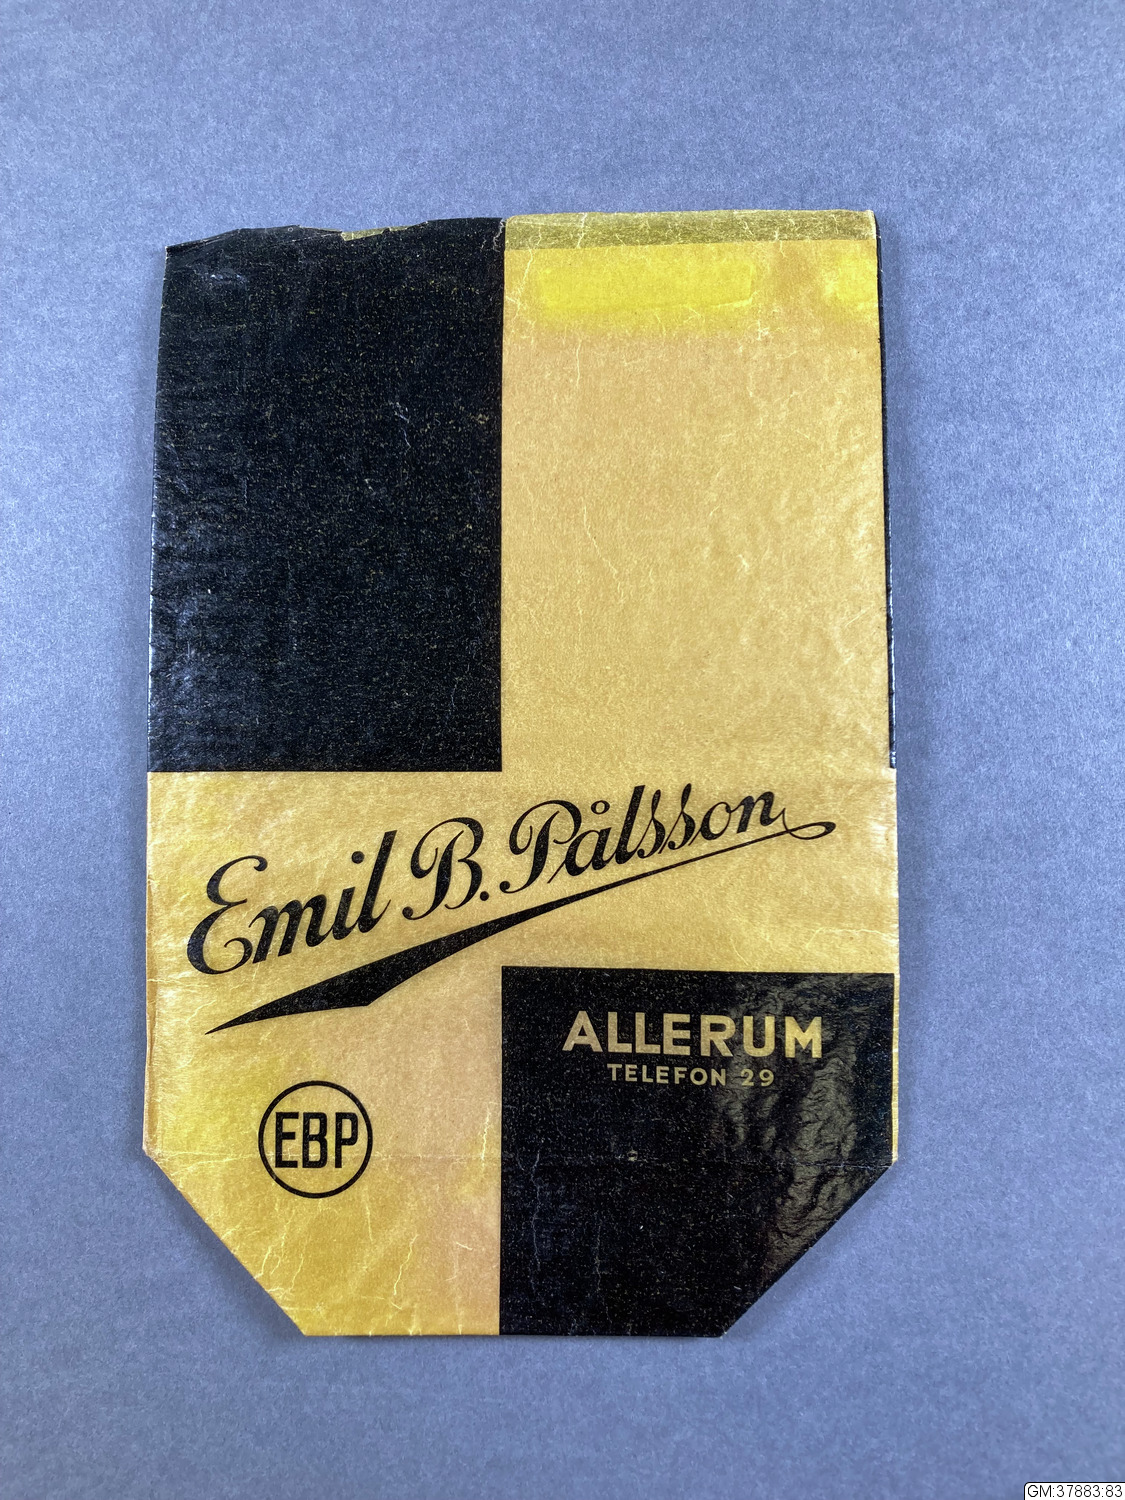 Emil B. Pålsson
ALLERUM
TELEFON 29
EBP
GM:37883:83